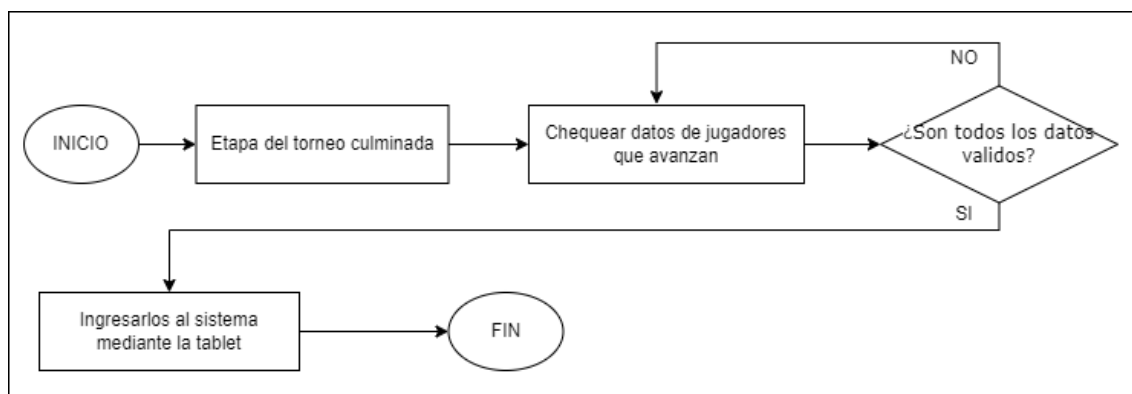 NO
INICIO
Etapa del torneo culminada
Chequear datos de jugadores
que avanzan
¿Son todos los datos
validos?
SI
Ingresarlos al sistema
mediante la tablet
FIN